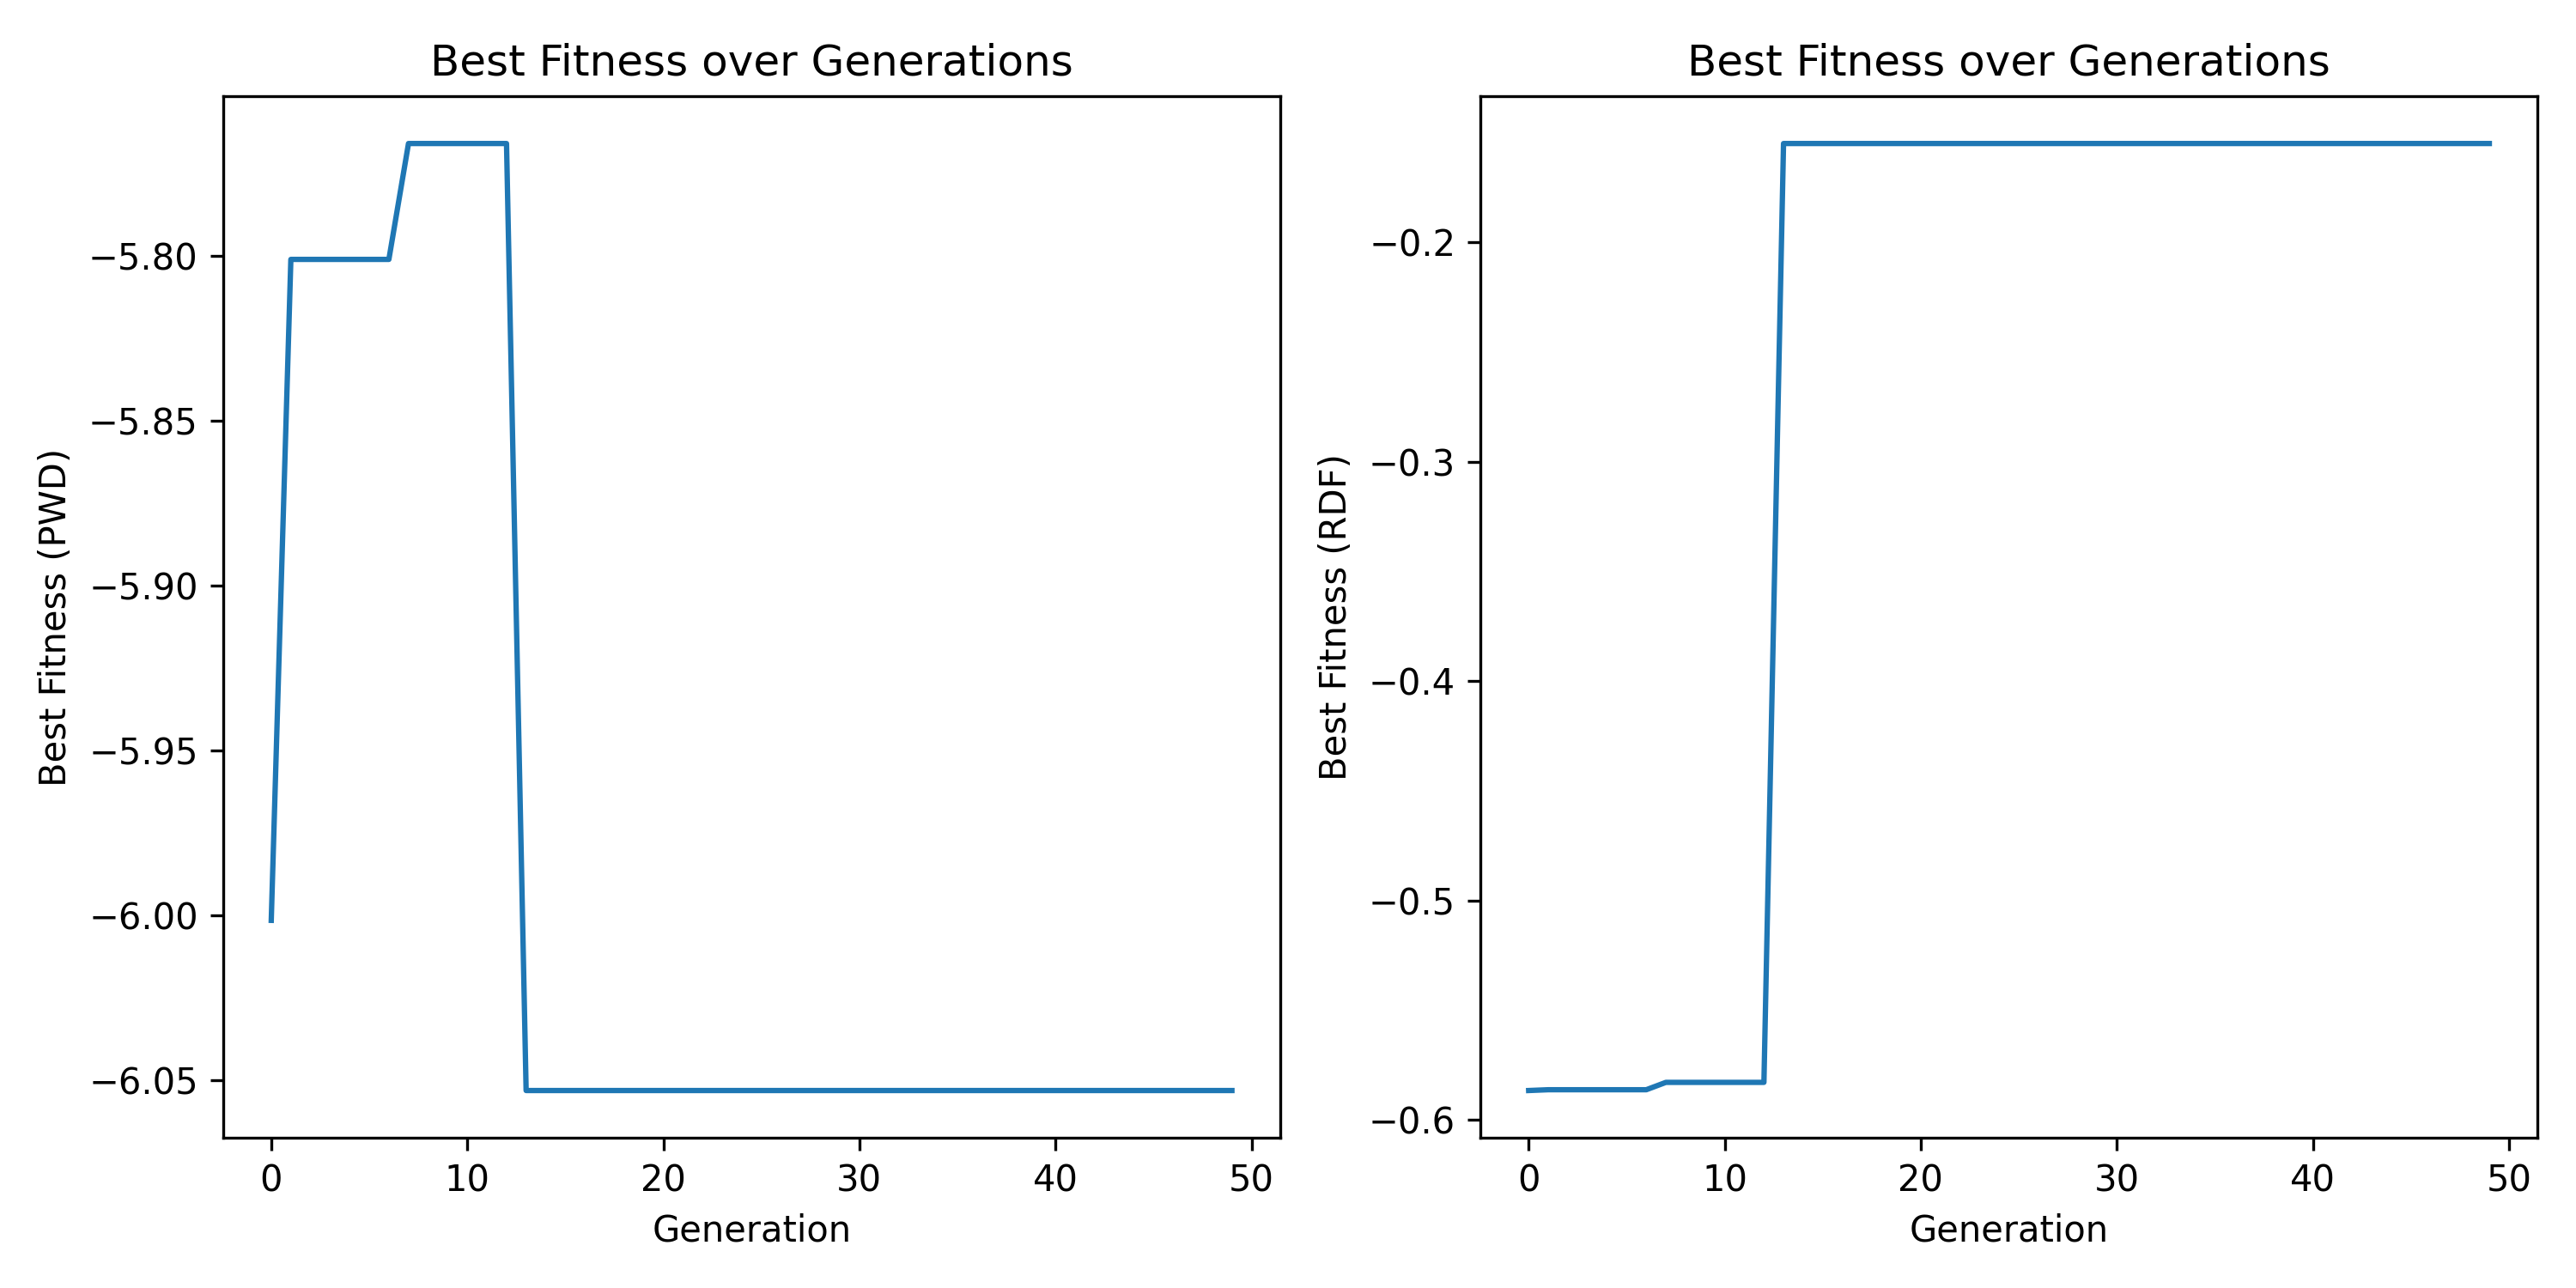 Best Fitness over Generations
Best Fitness (PWD)
−5.80
−5.85
−5.90
−5.95
−6.00
−6.05
0 10 20 30 40 50
Generation
Best Fitness over Generations
Best Fitness (RDF)
−0.2
−0.3
−0.4
−0.5
−0.6
0 10 20 30 40 50
Generation